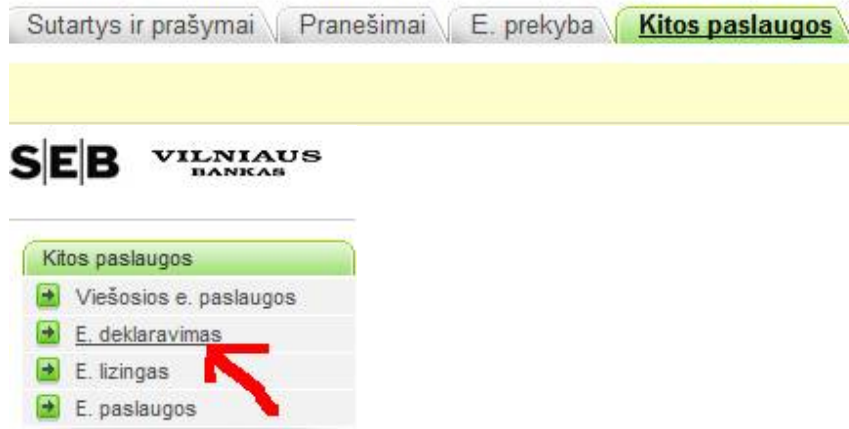 Sutartys ir prašymai Pranešimai E. prekyba Kitos paslaugos
SEB VILNIAUS
BANKAS
Kitos paslaugos
Viešosios e. paslaugos
E. deklaravimas
E. lizingas
E. paslaugos